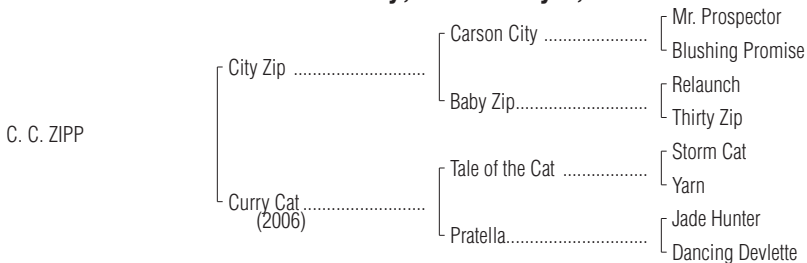 Mr. Prospector
Carson City ......................
Blushing Promise
City Zip ............................
Relaunch
Baby Zip............................
Thirty Zip
C. C. ZIPP
Storm Cat
Tale of the Cat ..................
Yarn
Curry Cat ..........................
(2006)
Jade Hunter
Pratella..............................
Dancing Devlette